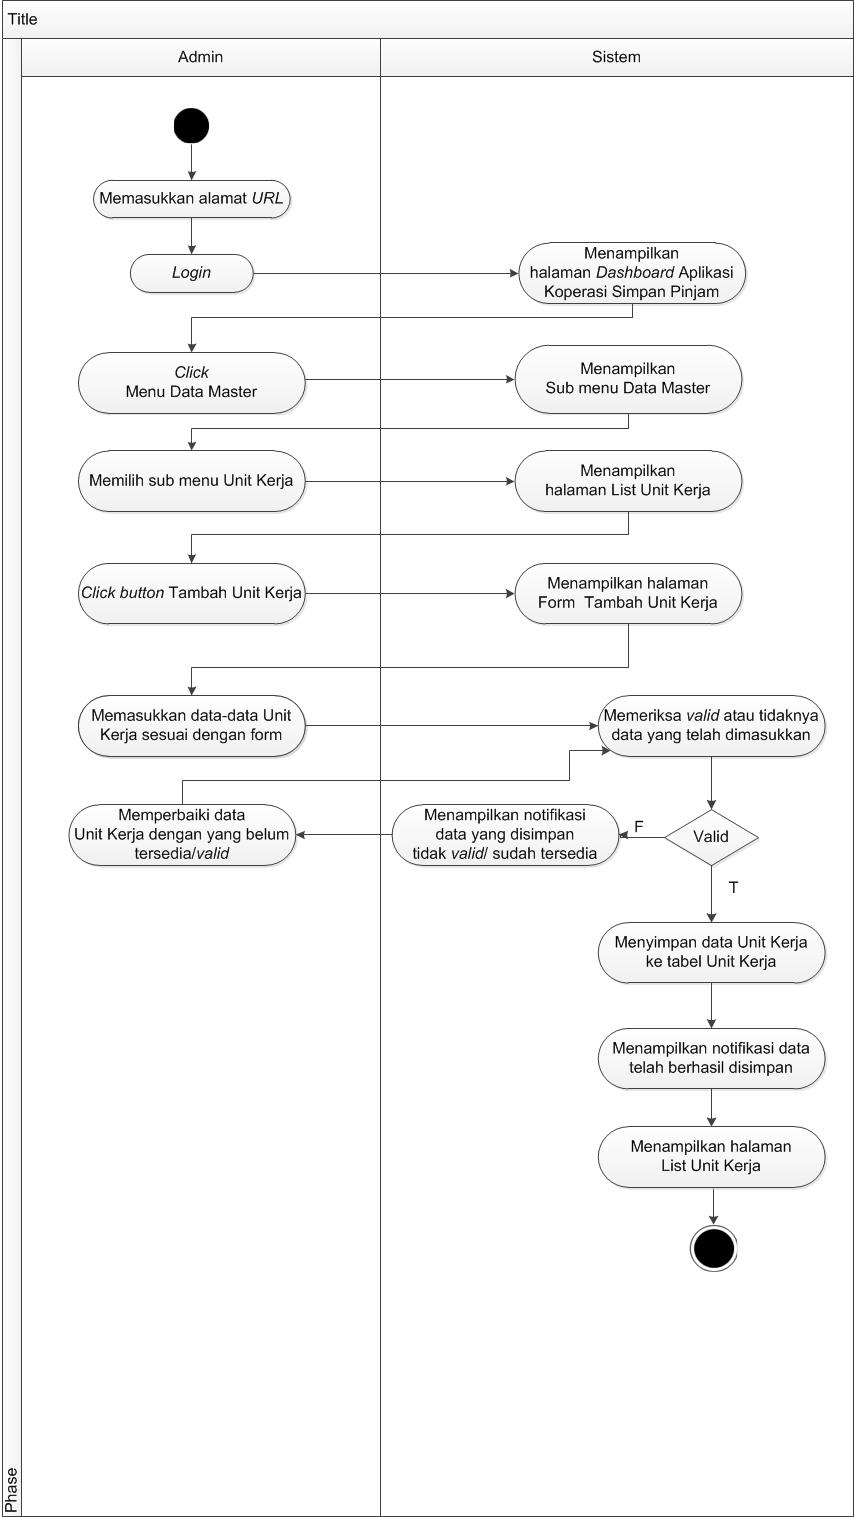 Title
Admin
Sistem
Memasukkan alamat URL
Login
Menampilkan
halaman Dashboard Aplikasi
Koperasi Simpan Pinjam
Click
Menu Data Master
Menampilkan
Sub menu Data Master
Memilih sub menu Unit Kerja
Menampilkan
halaman List Unit Kerja
Click button Tambah Unit Kerja
Menampilkan halaman
Form  Tambah Unit Kerja
Memasukkan data-data Unit
Kerja sesuai dengan form
Memeriksa valid atau tidaknya
data yang telah dimasukkan
Valid
F
Menampilkan notifikasi
data yang disimpan
tidak valid/ sudah tersedia
Memperbaiki data
Unit Kerja dengan yang belum
tersedia/valid
T
Menyimpan data Unit Kerja
ke tabel Unit Kerja
Menampilkan notifikasi data
telah berhasil disimpan
Menampilkan halaman
List Unit Kerja
Phase